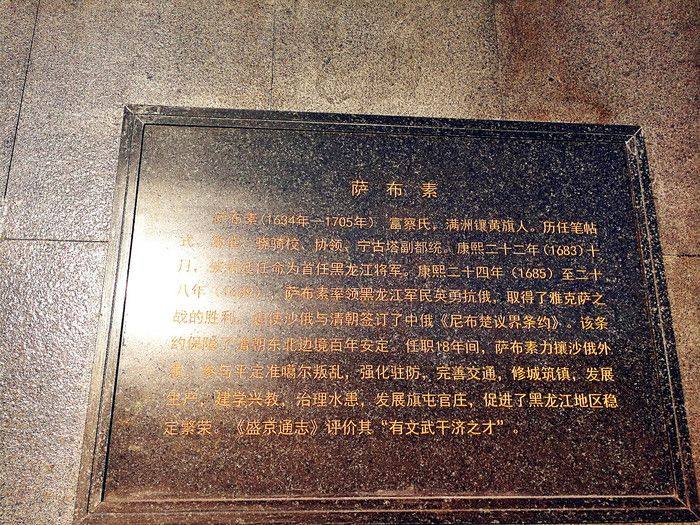 萨布素
萨布素（1634年—1705年） 富察氏，满洲镶黄旗人。历任笔帖
式、骁骑校、协领、宁古塔副都统。康熙二十二年（1683）十
月，任命为首任黑龙江将军。康熙二十四年（1685）至二十
八年（），萨布素率领黑龙江军民英勇抗俄，取得了雅克萨之
战的胜利，使沙俄与清朝签订了中俄《尼布楚议界条约》。该条
约保障了清朝东北边境百年安定。任职18年间，萨布素力攘沙俄外
参与平定准噶尔叛乱，强化驻防，完善交通，修城筑镇，发展
生产，建学兴教，治理水患，发展旗屯官庄，促进了黑龙江地区稳
定繁荣。《盛京通志》评价其“有文武干济之才”。